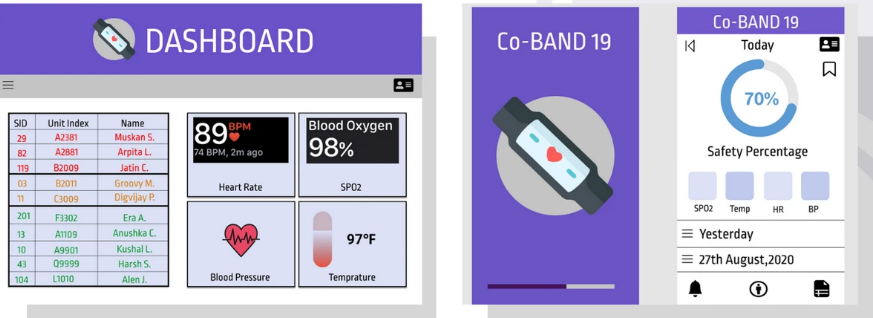 DASHBOARD
SID Unit Index Name
29 A2381 Muskan S.
82 A2881 Arpita L.
119 B2009 Jatin C.
03 B2011 Groovy M.
11 C3009 Digvijay P.
201 F3302 Era A.
13 A1109 Anushka C.
10 A9901 Kushal L.
43 Q9999 Harsh S.
104 L1010 Alen J.
89 BPM
74 BPM, 2m ago
Heart Rate
Blood Oxygen
98%
SPO2
Blood Pressure
97°F
Temprature
Co-BAND 19
Co-BAND 19
Today
70%
Safety Percentage
SPO2 Temp HR BP
Yesterday
27th August,2020